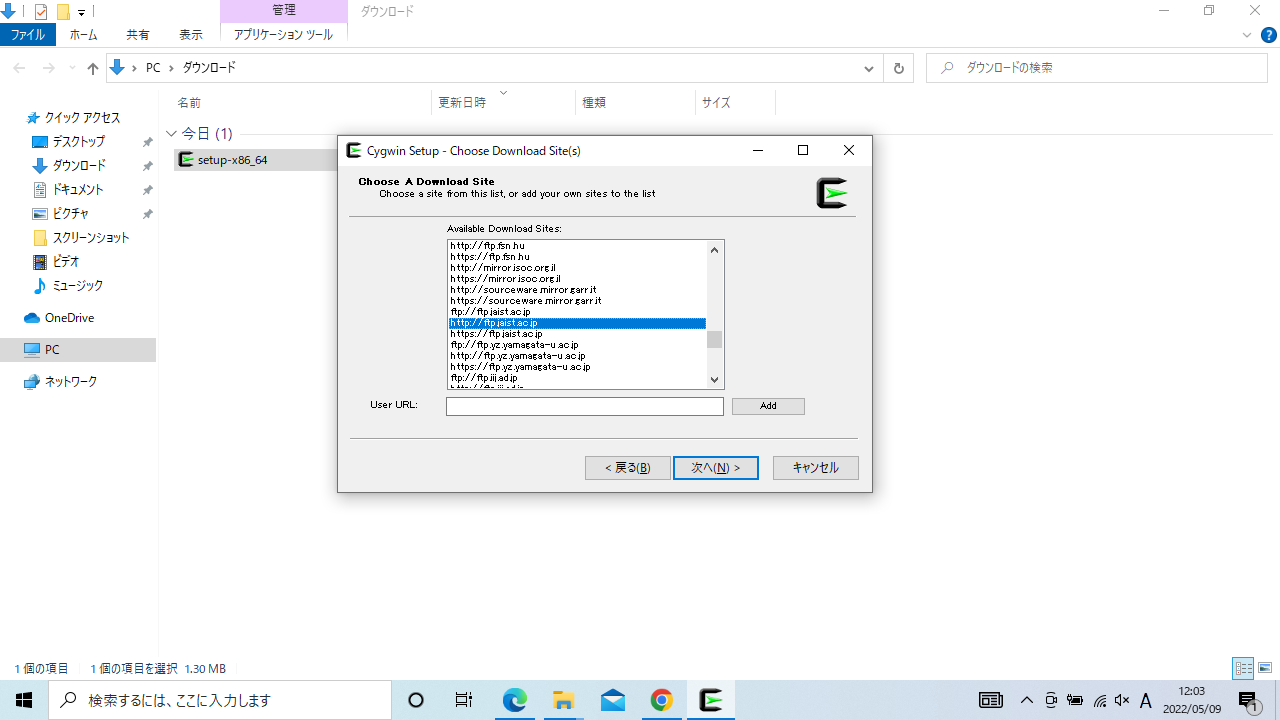 管理
ダウンロード
ファイル
ホーム
共有
表示
アプリケーション ツール
PC
ダウンロード
ダウンロードの検索
名前
更新日時
種類
サイズ
クイック アクセス
デスクトップ
ダウンロード
ドキュメント
ピクチャ
スクリーンショット
ビデオ
ミュージック
OneDrive
PC
ネットワーク
今日 (1)
setup-x86_64
Cygwin Setup - Choose Download Site(s)
Choose A Download Site
Choose a site from this list, or add your own sites to the list
Available Download Sites:
http://ftp.fsn.hu
https://ftp.fsn.hu
http://mirror.isoc.org.il
https://mirror.isoc.org.il
http://sourceware.mirror.garr.it
https://sourceware.mirror.garr.it
ftp://ftp.jaist.ac.jp
http://ftp.jaist.ac.jp
https://ftp.jaist.ac.jp
ftp://ftp.yz.yamagata-u.ac.jp
http://ftp.yz.yamagata-u.ac.jp
https://ftp.yz.yamagata-u.ac.jp
ftp://ftp.iij.ad.jp
http://ftp.iij.ad.jp
User URL:
Add
< 戻る(B)
次へ(N) >
キャンセル
1 個の項目
1 個の項目を選択 1.30 MB
検索するには、ここに入力します
A
12:03
2022/05/09
1